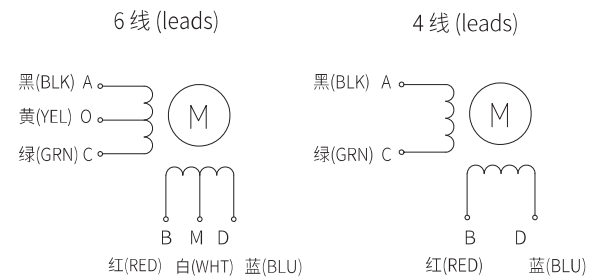 6 线 (leads)
黑(BLK) A
黄(YEL) O
绿(GRN) C
M
B M D
红(RED) 白(WHT) 蓝(BLU)
4 线 (leads)
黑(BLK) A
绿(GRN) C
M
B D
红(RED) 蓝(BLU)